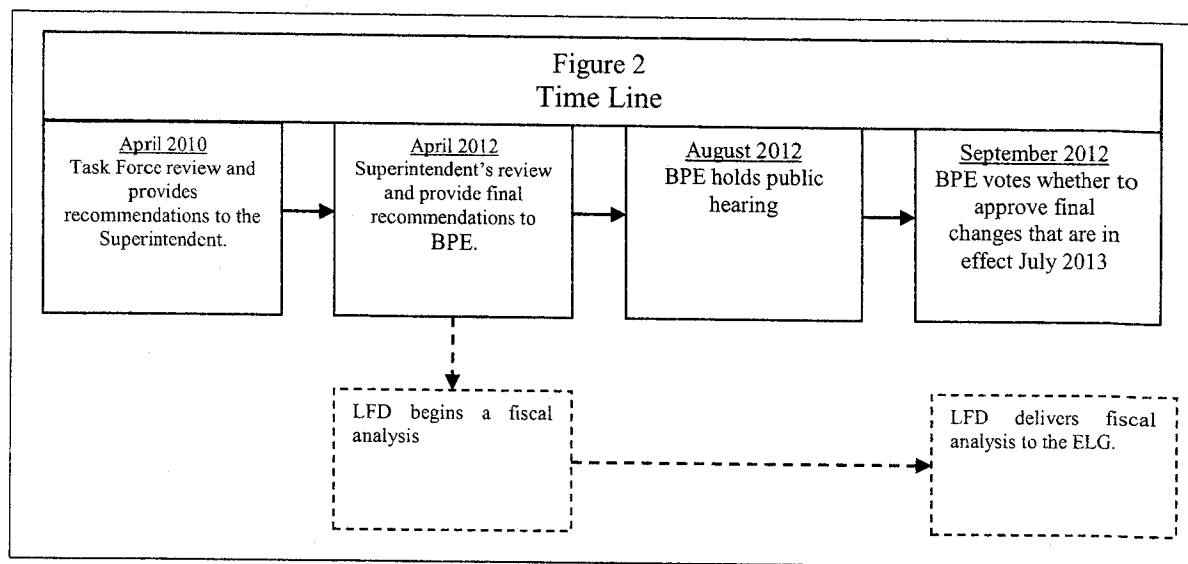 Figure 2
Time Line
April 2010
Task Force review and
provides
recommendations to the
Superintendent.
April 2012
Superintendent's review
and provide final
recommendations to
BPE.
August 2012
BPE holds public
hearing
September 2012
BPE votes whether to
approve final
changes that are in
effect July 2013
LFD begins a fiscal
analysis
LFD delivers fiscal
analysis to the ELG.